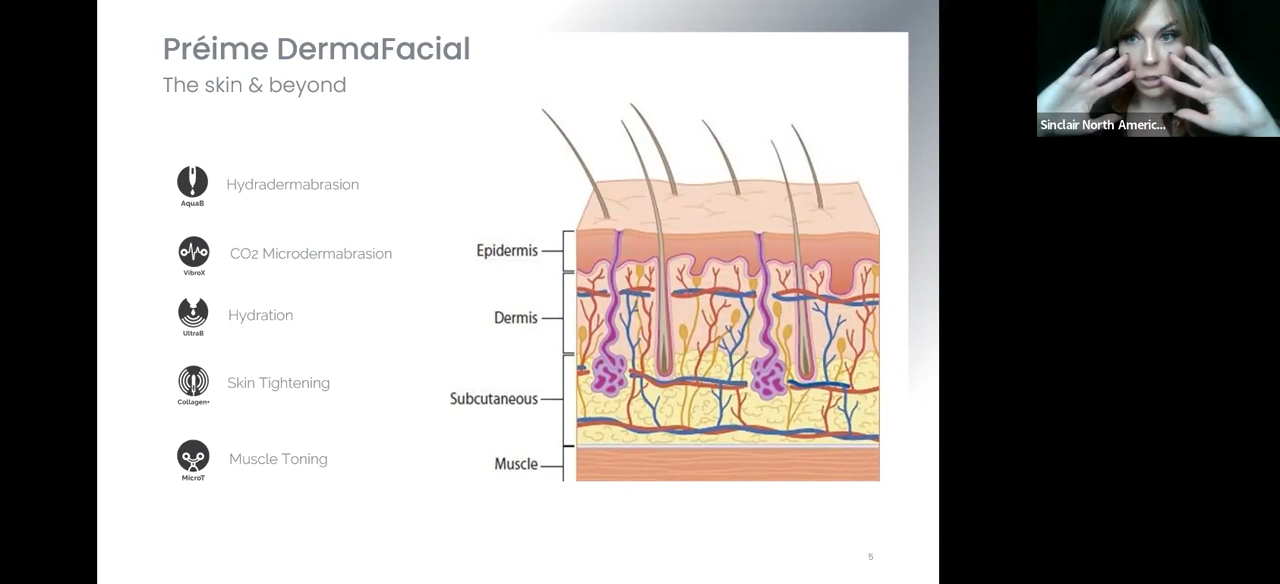 Préime DermaFacial
The skin & beyond
AquaB
Hydradermabrasion
VibroX
CO2 Microdermabrasion
UltraB
Hydration
Collagen+
Skin Tightening
MicroT
Muscle Toning
Epidermis
Dermis
Subcutaneous
Muscle
5
Sinclair North Americ...